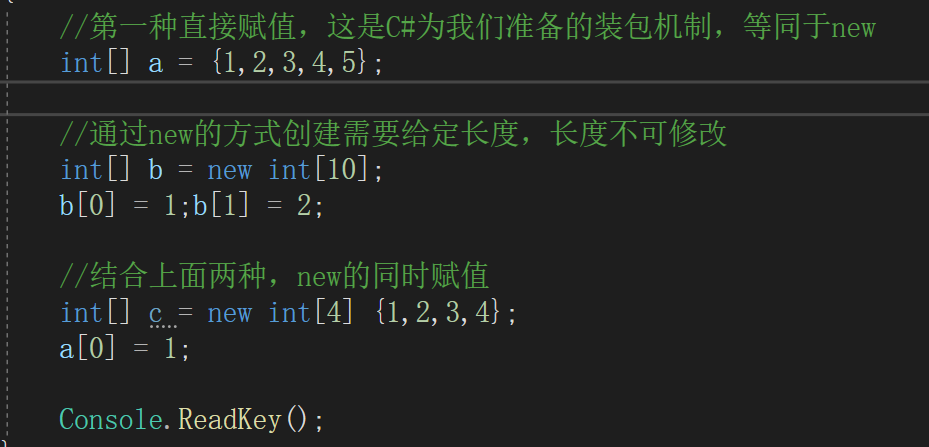 //第一种直接赋值，这是C#为我们准备的装包机制，等同于new
int[] a = {1,2,3,4,5};
//通过new的方式创建需要给定长度，长度不可修改
int[] b = new int[10];
b[0] = 1;b[1] = 2;
//结合上面两种，new的同时赋值
int[] c = new int[4] {1,2,3,4};
a[0] = 1;
Console.ReadKey();